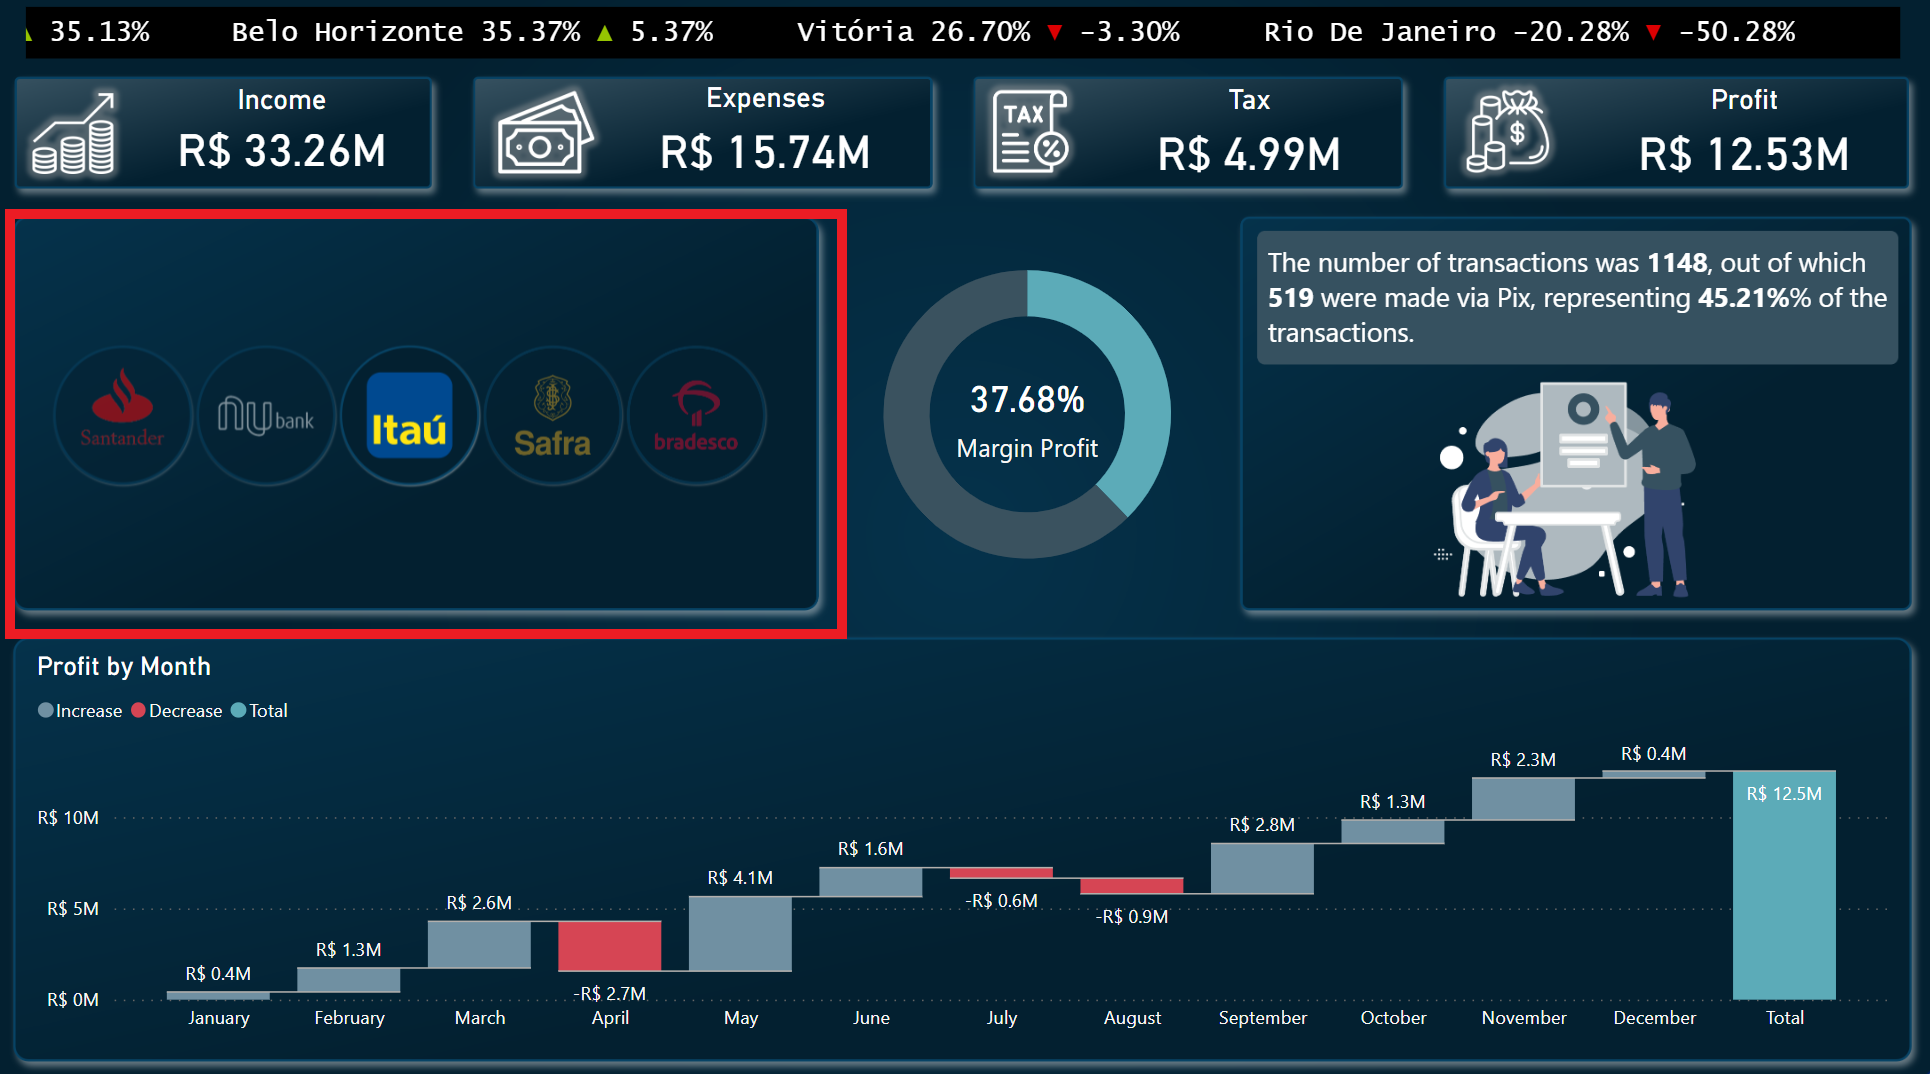 ▲ 35.13% Belo Horizonte 35.37% ▲ 5.37% Vitória 26.70% ▼ -3.30% Rio De Janeiro -20.28% ▼ -50.28%
Income
R$ 33.26M
Expenses
R$ 15.74M
TAX
%
Tax
R$ 4.99M
$
Profit
R$ 12.53M
Santander
nu bank
Itaú
Safra
bradesco
37.68%
Margin Profit
The number of transactions was 1148, out of which
519 were made via Pix, representing 45.21%% of the
transactions.
Profit by Month
Increase Decrease Total
R$ 10M
R$ 5M
R$ 0M
R$ 0.4M
R$ 1.3M
R$ 2.6M
-R$ 2.7M
R$ 4.1M
R$ 1.6M
-R$ 0.6M
-R$ 0.9M
R$ 2.8M
R$ 1.3M
R$ 2.3M
R$ 0.4M
R$ 12.5M
January February March April May June July August September October November December Total